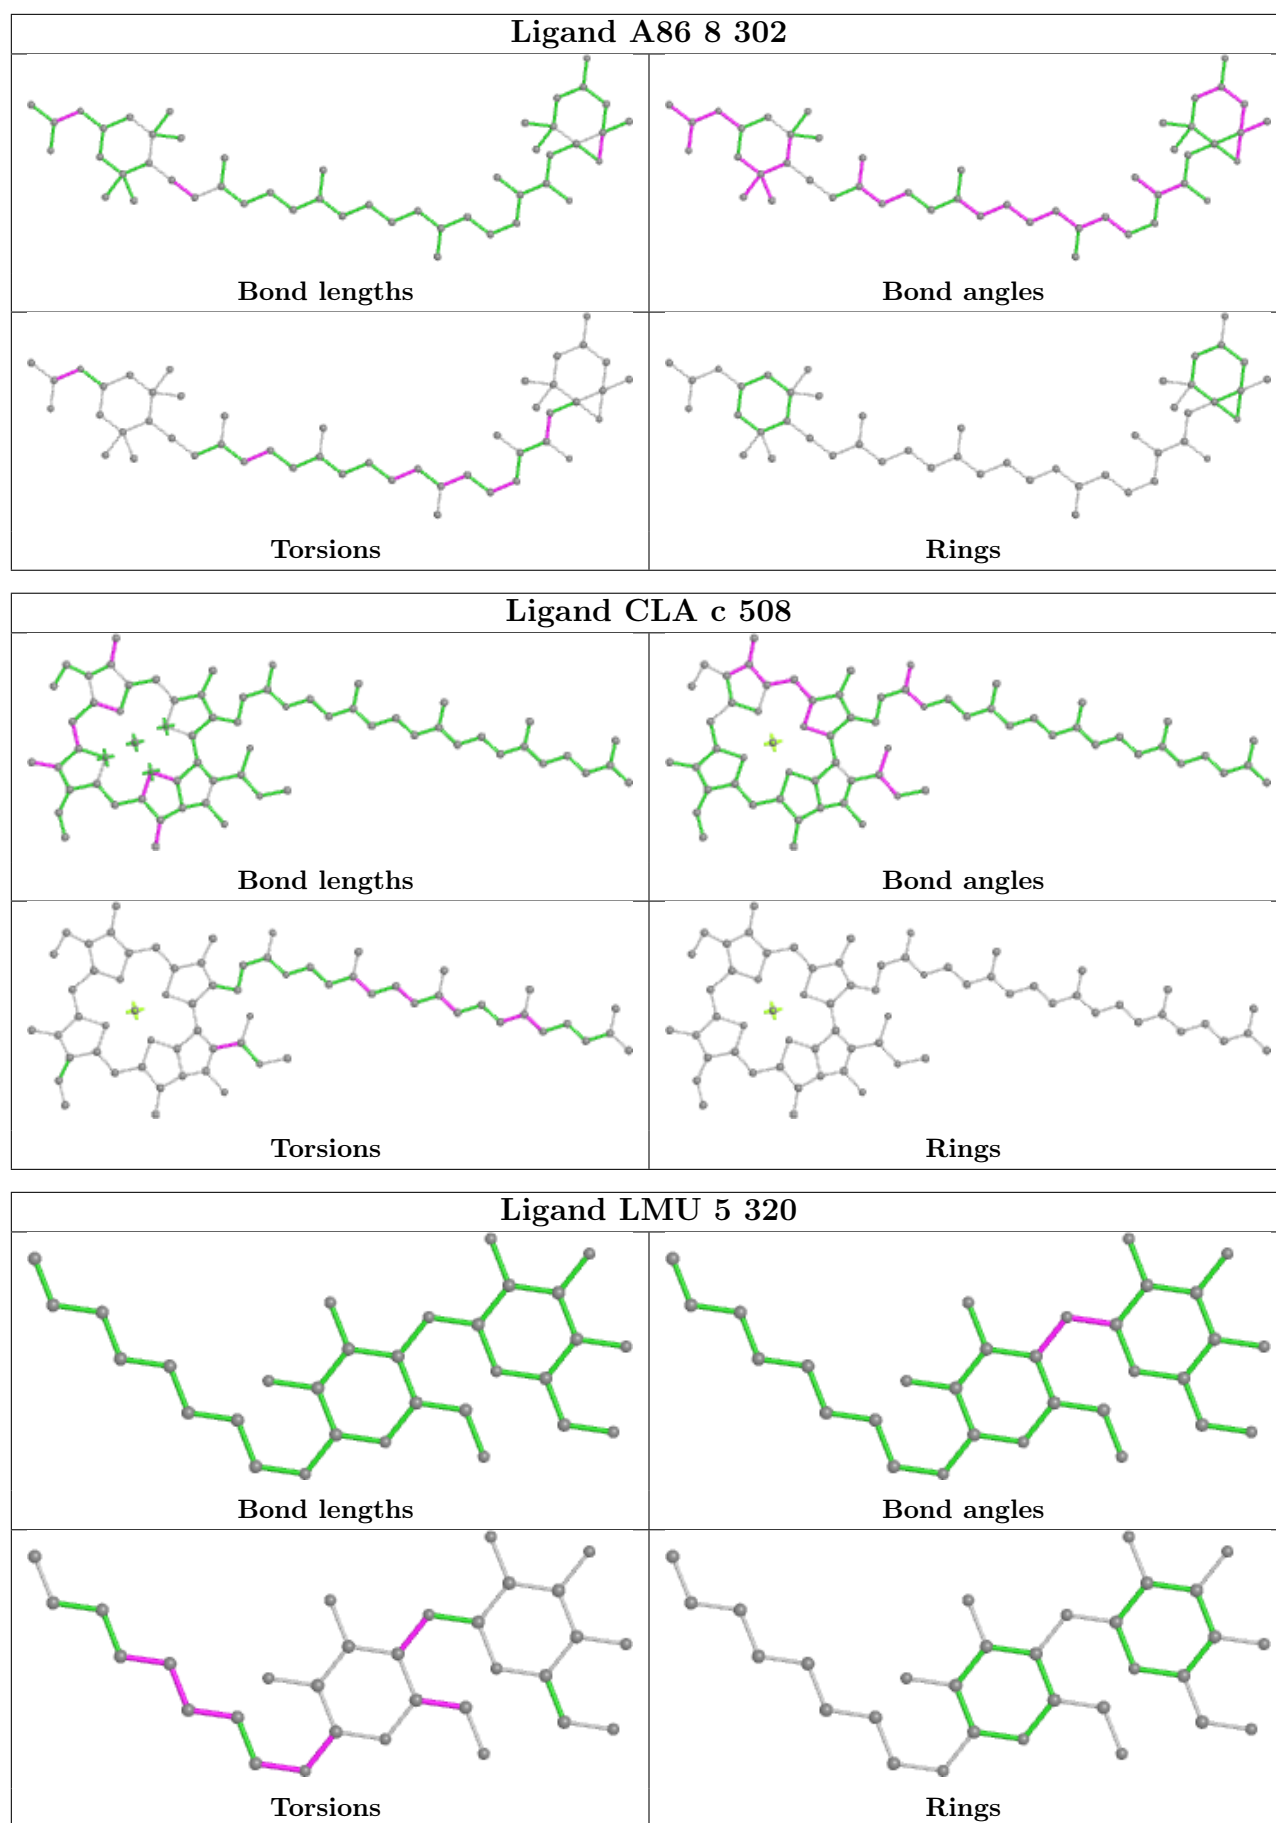 Ligand A86 8 302
Bond lengths
Bond angles
Torsions
Rings
Ligand CLA c 508
Bond lengths
Bond angles
Torsions
Rings
Ligand LMU 5 320
Bond lengths
Bond angles
Torsions
Rings